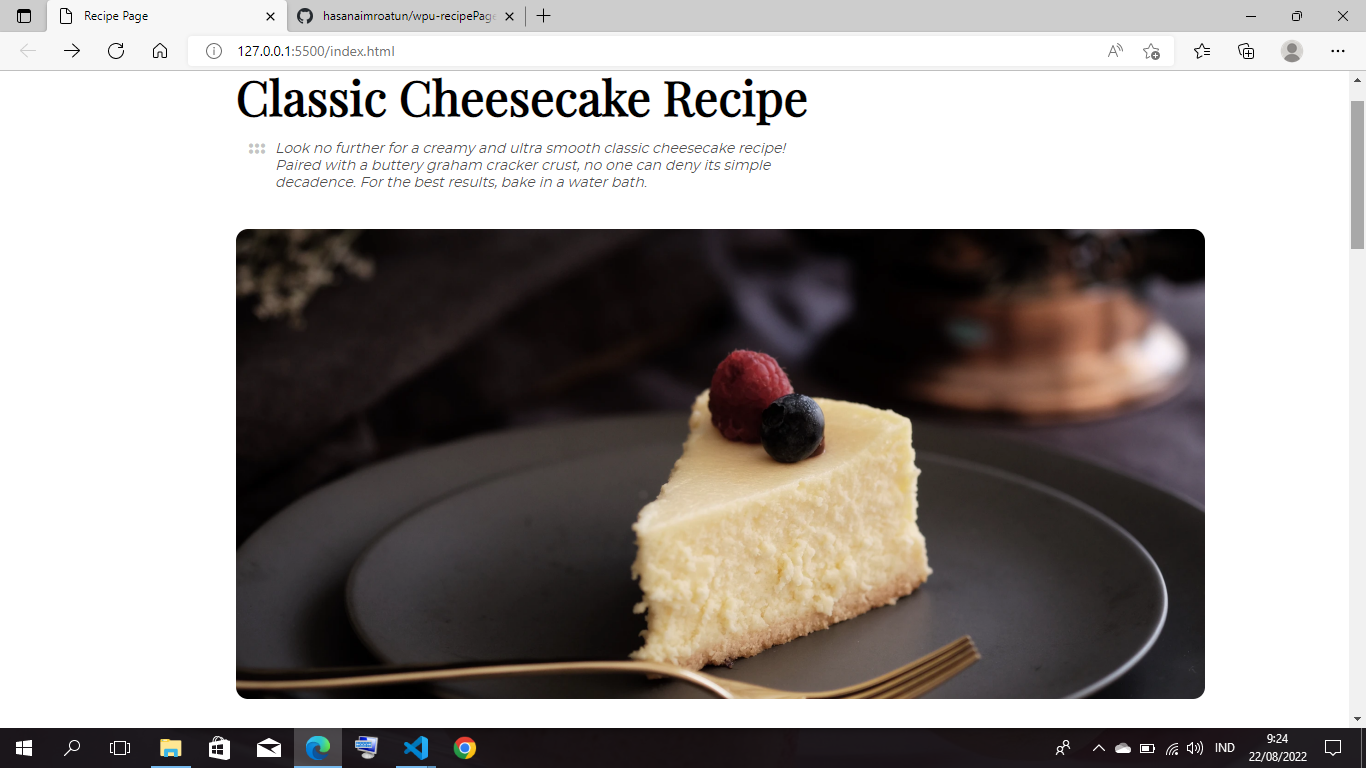 Recipe Page
hasanaimroatun/wpu-recipePage
127.0.0.1:5500/index.html
Classic Cheesecake Recipe
Look no further for a creamy and ultra smooth classic cheesecake recipe!
Paired with a buttery graham cracker crust, no one can deny its simple
decadence. For the best results, bake in a water bath.
IND
9:24
22/08/2022